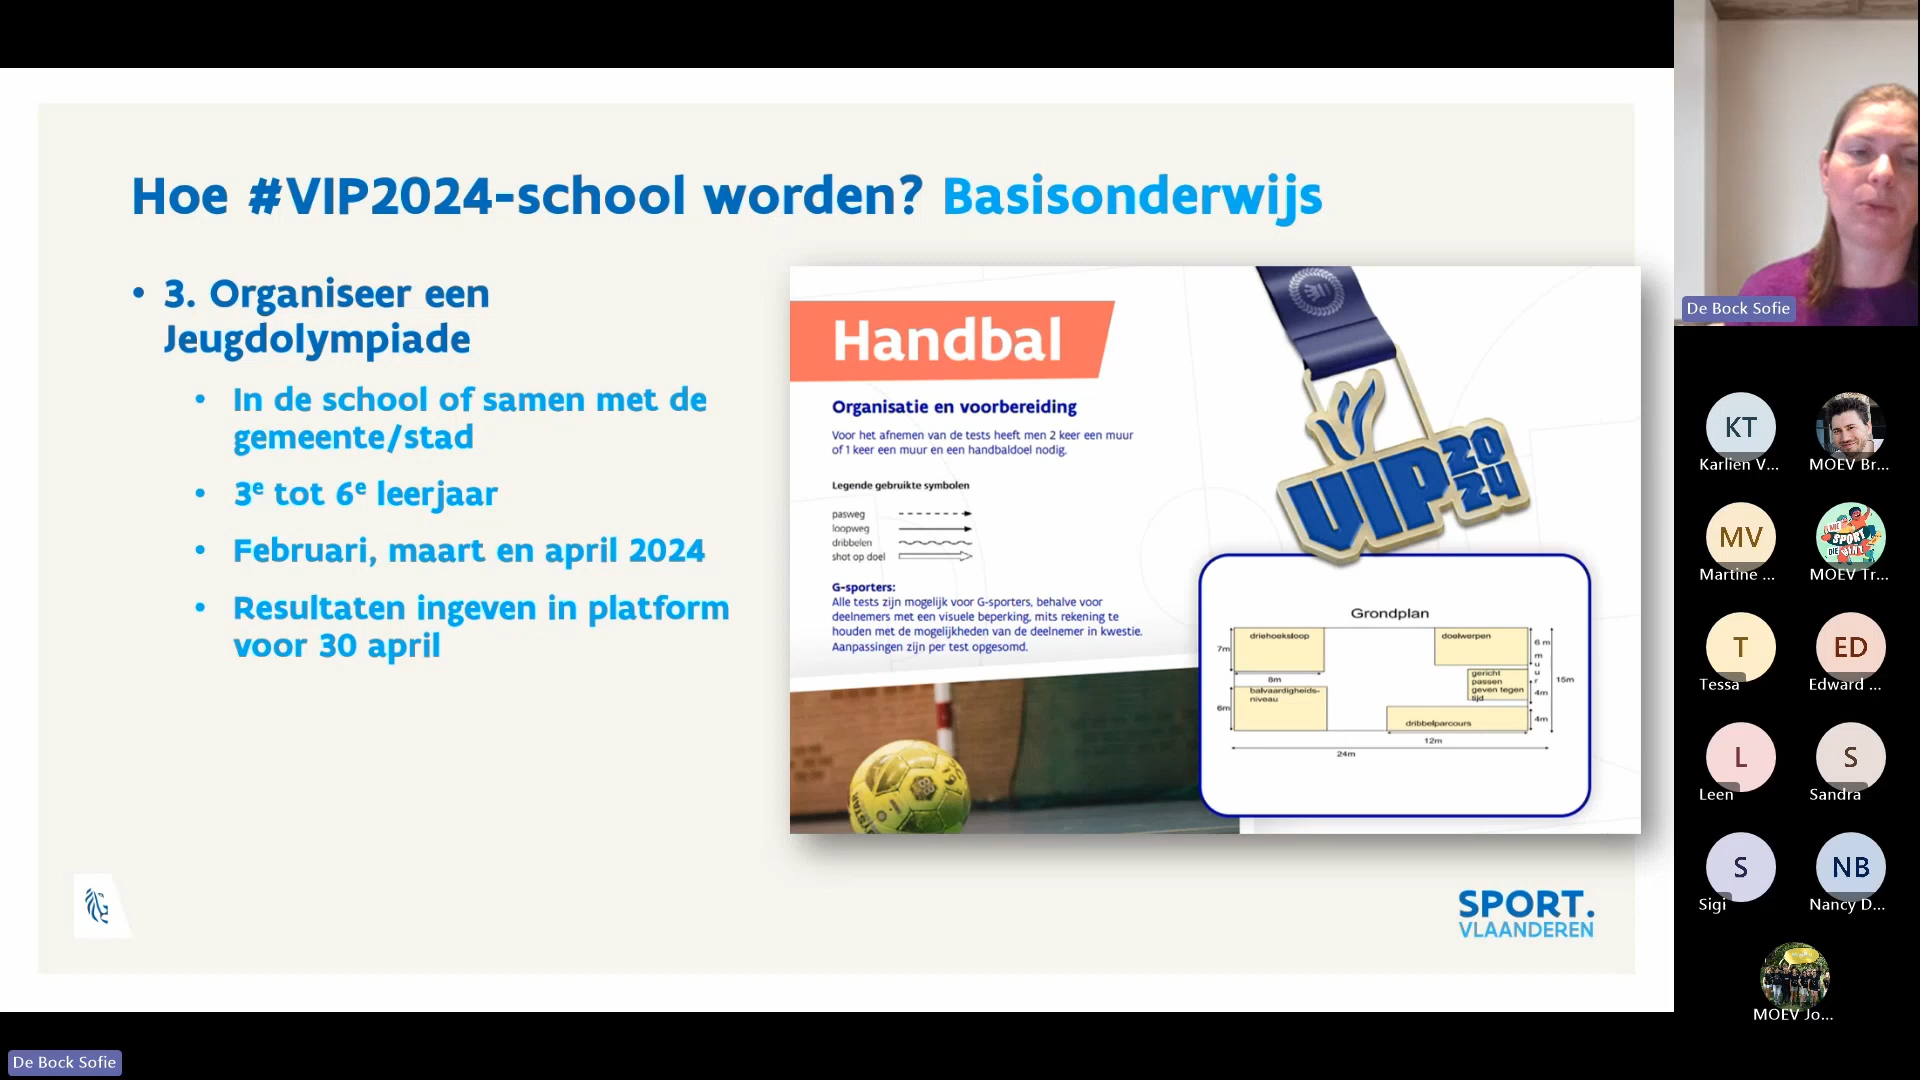 Hoe #VIP2024-school worden? Basisonderwijs
• 3. Organiseer een
Jeugdolympiade
• In de school of samen met de
gemeente/stad
• 3e tot 6e leerjaar
• Februari, maart en april 2024
• Resultaten ingeven in platform
voor 30 april
Handbal
Organisatie en voorbereiding
Voor het afnemen van de tests heeft men 2 keer een muur
of 1 keer een muur en een handbaldoel nodig.
Legende gebruikte symbolen
pasweg
loopweg
dribbelen
shot op doel
G-sporters:
Alle tests zijn mogelijk voor G-sporters, behalve voor
deelnemers met een visuele beperking, mits rekening te
houden met de mogelijkheden van de deelnemer in kwestie.
Aanpassingen zijn per test opgesomd.
VIP 20
24
Grondplan
driehoeksloop
doelwerpen
7m
6 m
8m
gericht
passen
geven tegen
tijd
muur
4m
15m
balvaardigheids-
niveau
6m
dribbelparcours
4m
12m
24m
SPORT.
VLAANDEREN
De Bock Sofie
KT
Karlien V...
MOEV Br...
MV
Martine ...
SPORT
MOEV Tr...
T
Tessa
ED
Edward ...
L
Leen
S
Sandra
S
Sigi
NB
Nancy D...
MOEV Jo...
De Bock Sofie